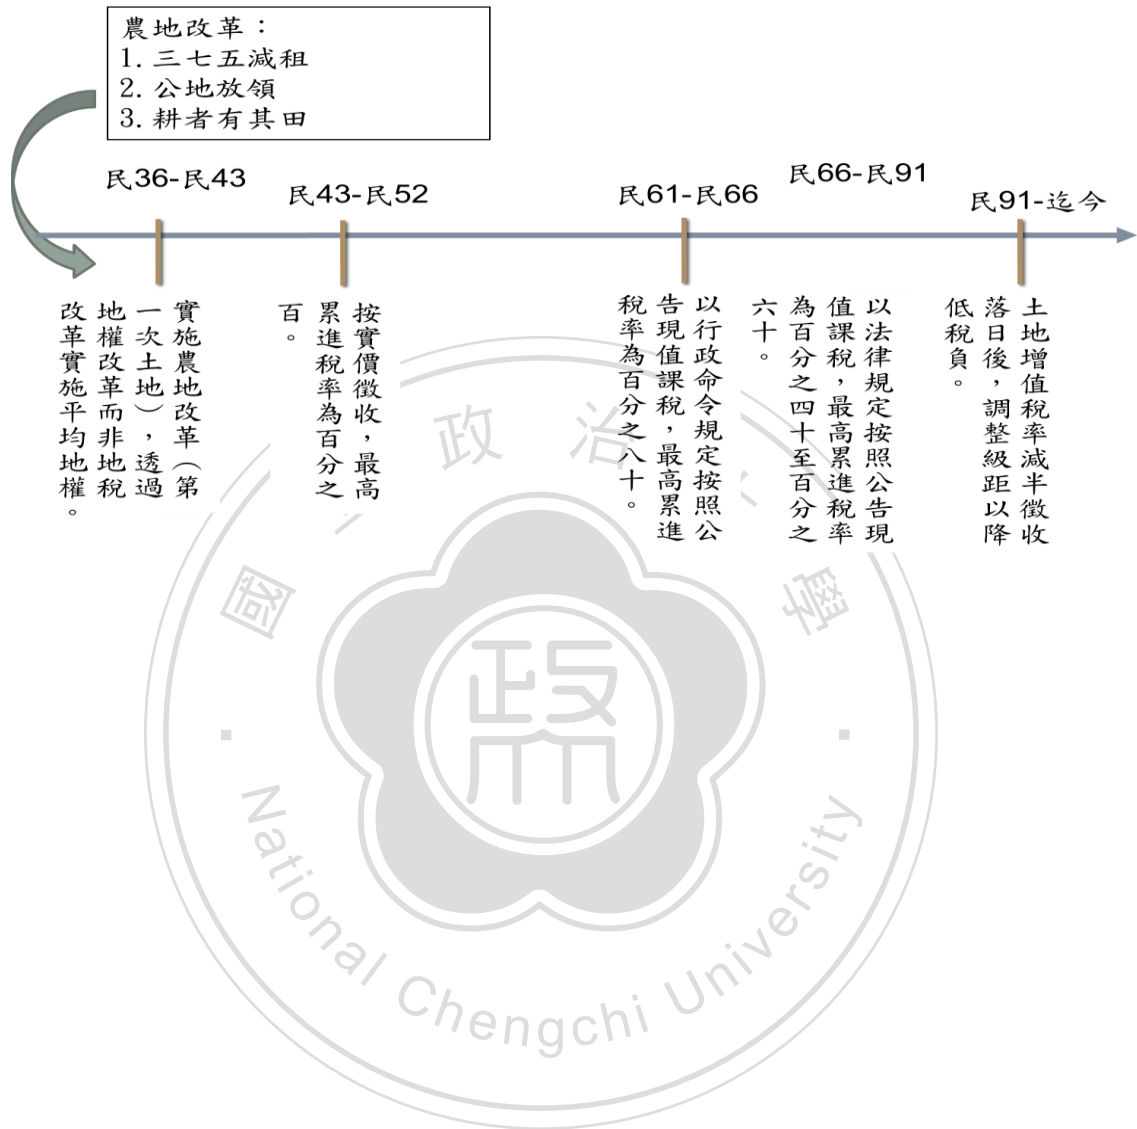 農地改革：
1. 三七五減租
2. 公地放領
3. 耕者有其田
民36-民43
民43-民52
民61-民66
民66-民91
民91-迄今
實施農地改革（第
一次土地），透過
地權改革而非地稅
改革實施平均地權。
按實價徵收，最高
累進稅率為百分之
百。
以行政命令規定按照公
告現值課稅，最高累進
稅率為百分之八十。
以法律規定按照公告現
值課稅，最高累進稅率
為百分之四十至百分之
六十。
土地增值稅率減半徵收
落日後，調整級距以降
低稅負。
國 政治 學
政
National Chengchi University